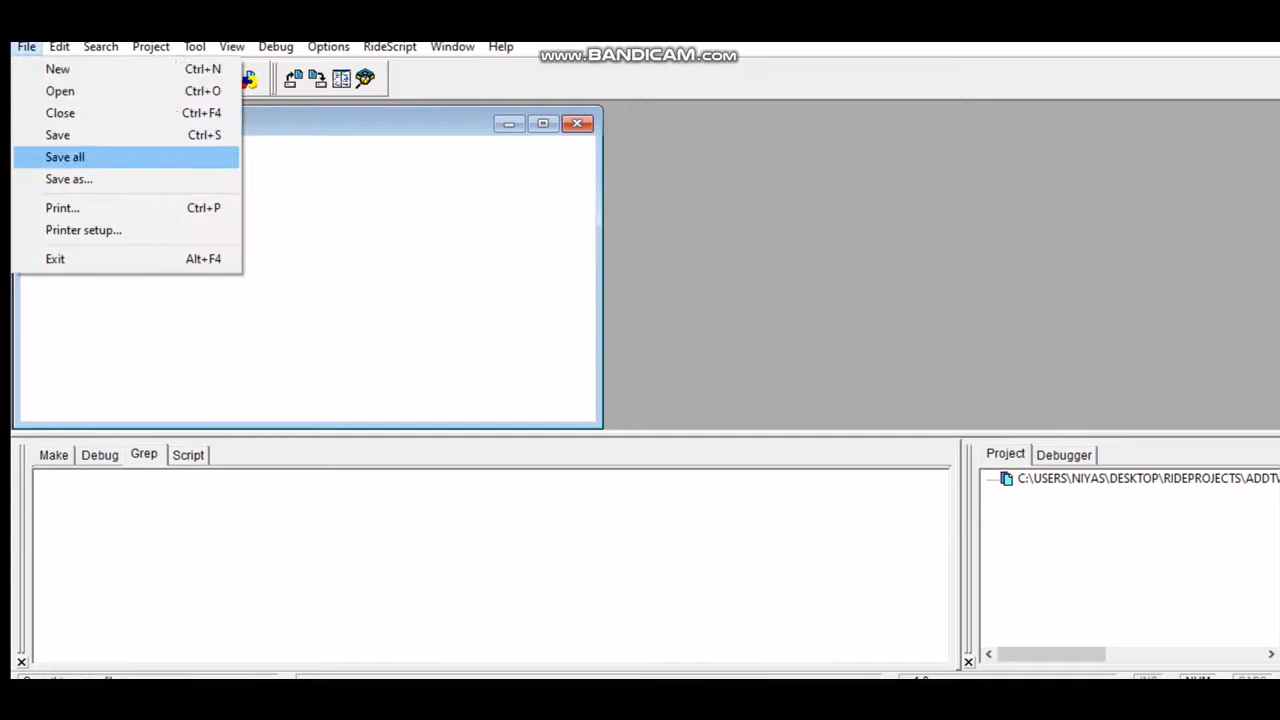 File Edit Search Project Tool View Debug Options RideScript Window Help
www.BANDICAM.com
New Ctrl+N
Open Ctrl+O
Close Ctrl+F4
Save Ctrl+S
Save all
Save as...
Print... Ctrl+P
Printer setup...
Exit Alt+F4
Make Debug Grep Script
Project Debugger
C:\USERS\NIYAS\DESKTOP\RIDEPROJECTS\ADDTV